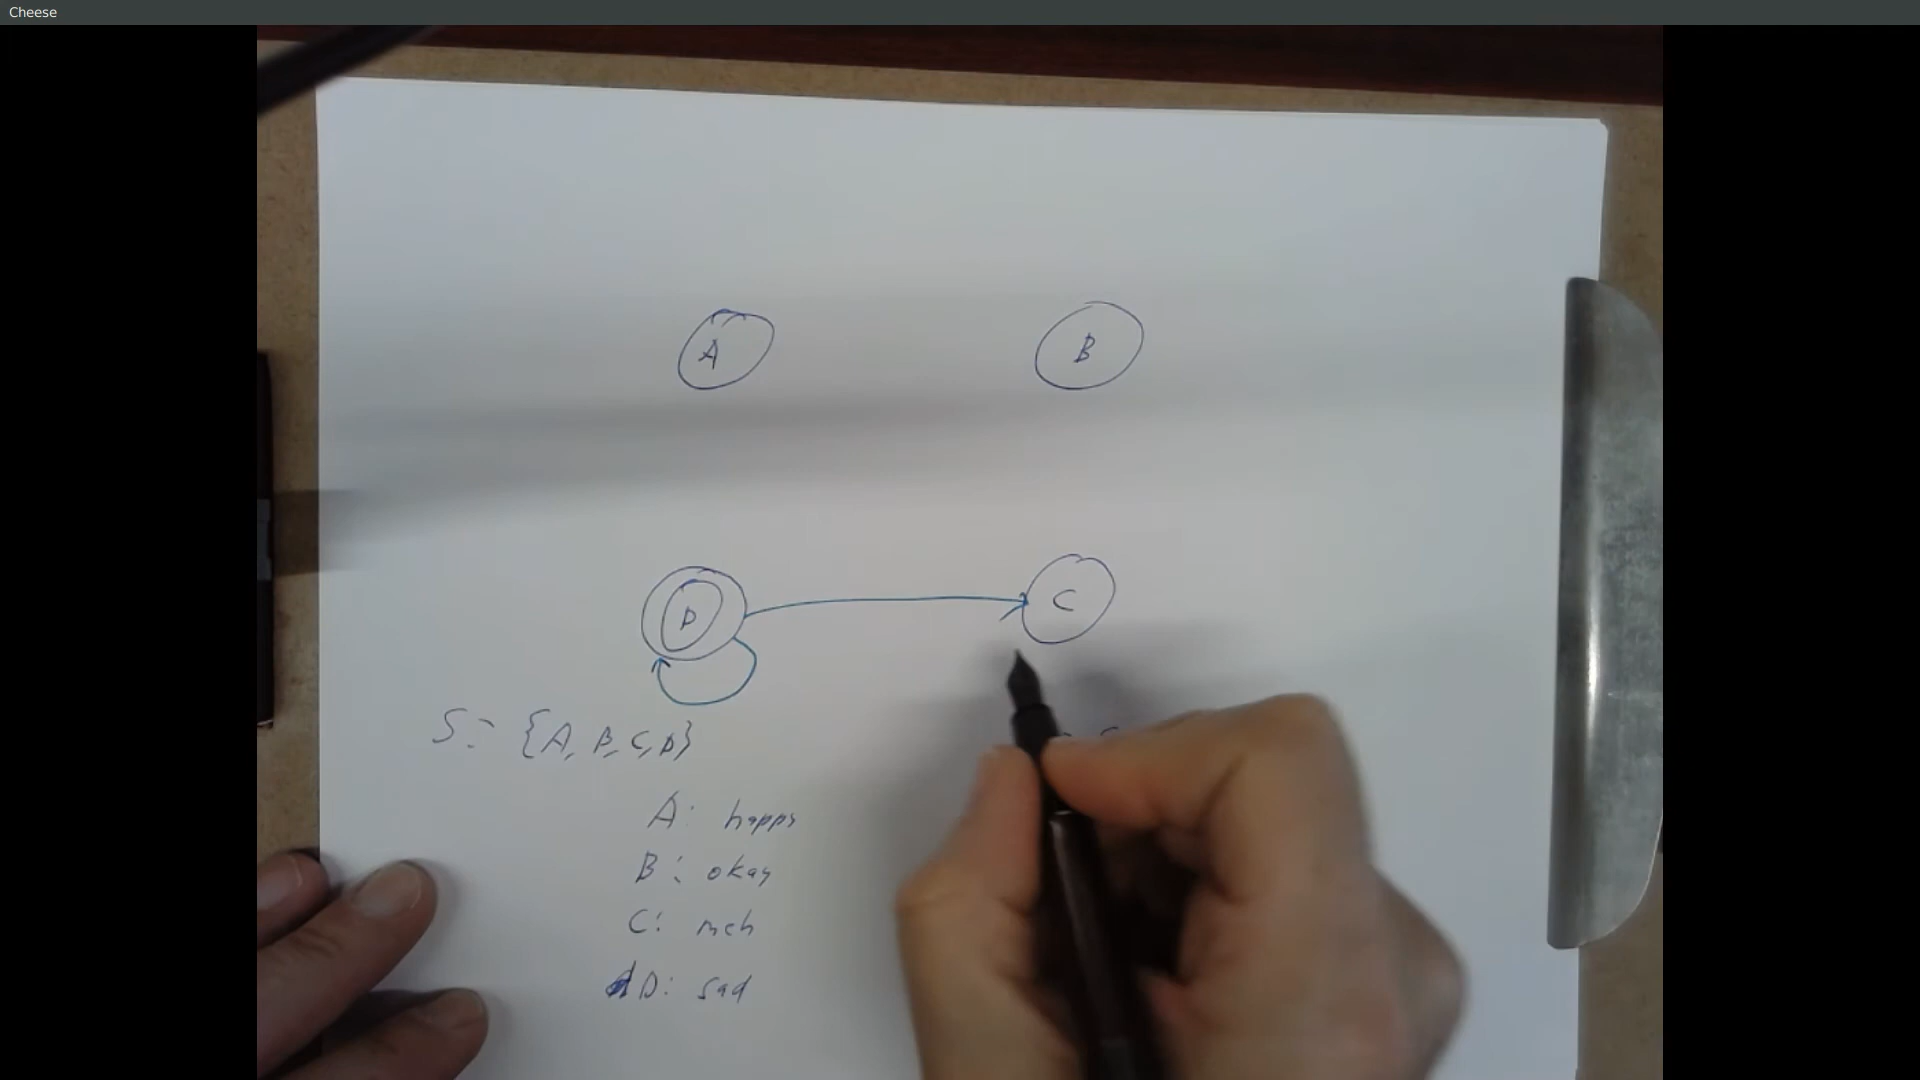 Cheese
A
B
D
C
S = {A, B, C, D}
A: happy
B: okay
C: meh
D: sad